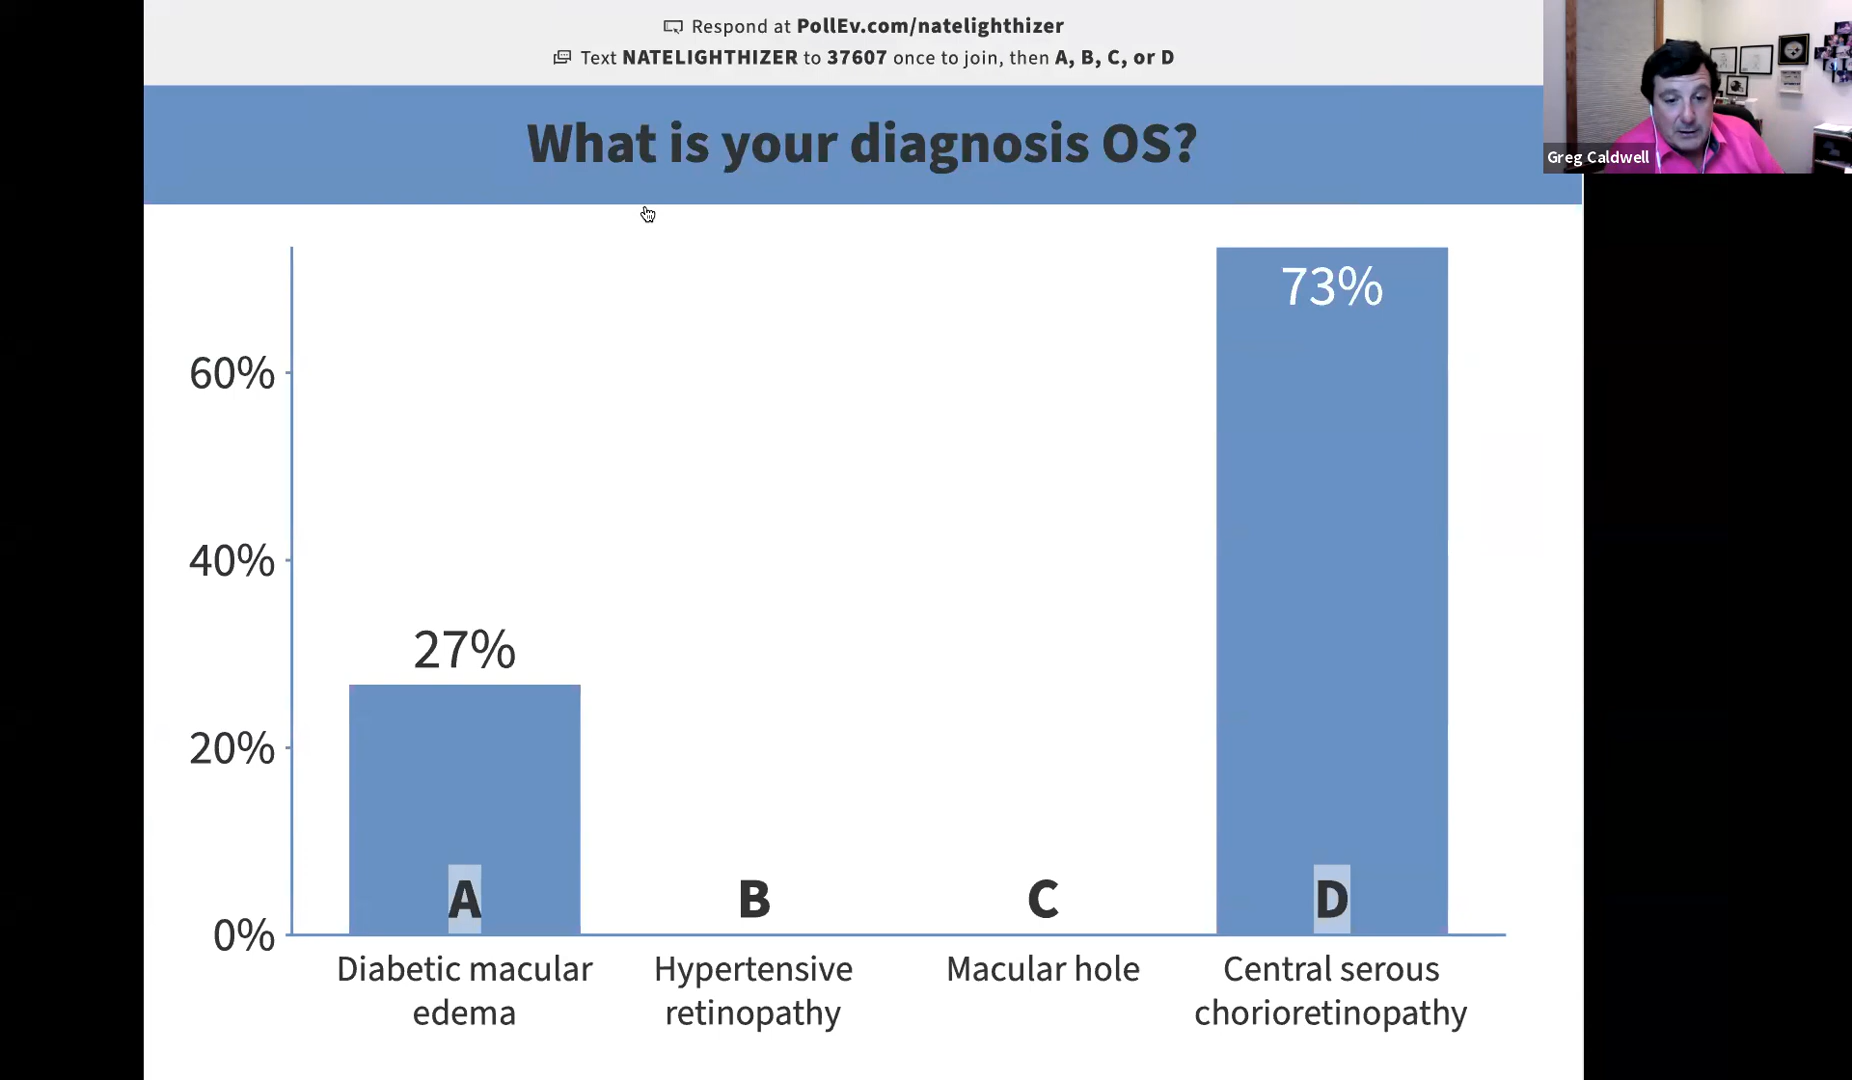 Respond at PollEv.com/natelighthizer
Text NATELIGHTHIZER to 37607 once to join, then A, B, C, or D
Greg Caldwell
What is your diagnosis OS?
73%
60%
40%
27%
20%
0%
A
B
C
D
Diabetic macular
edema
Hypertensive
retinopathy
Macular hole
Central serous
chorioretinopathy